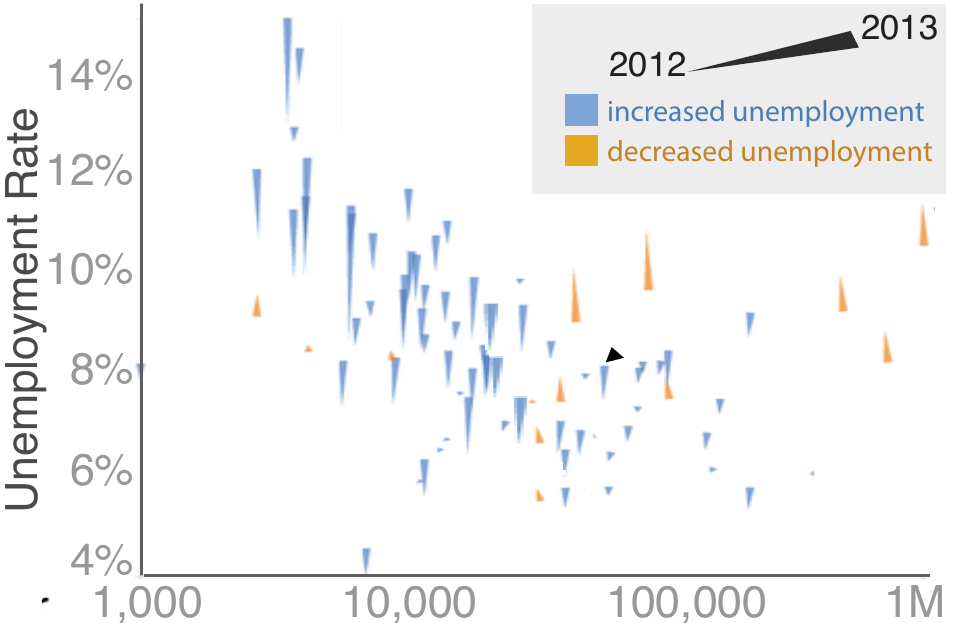 2013
2012
increased unemployment
decreased unemployment
Unemployment Rate
14%
12%
10%
8%
6%
4%
1,000
10,000
100,000
1M